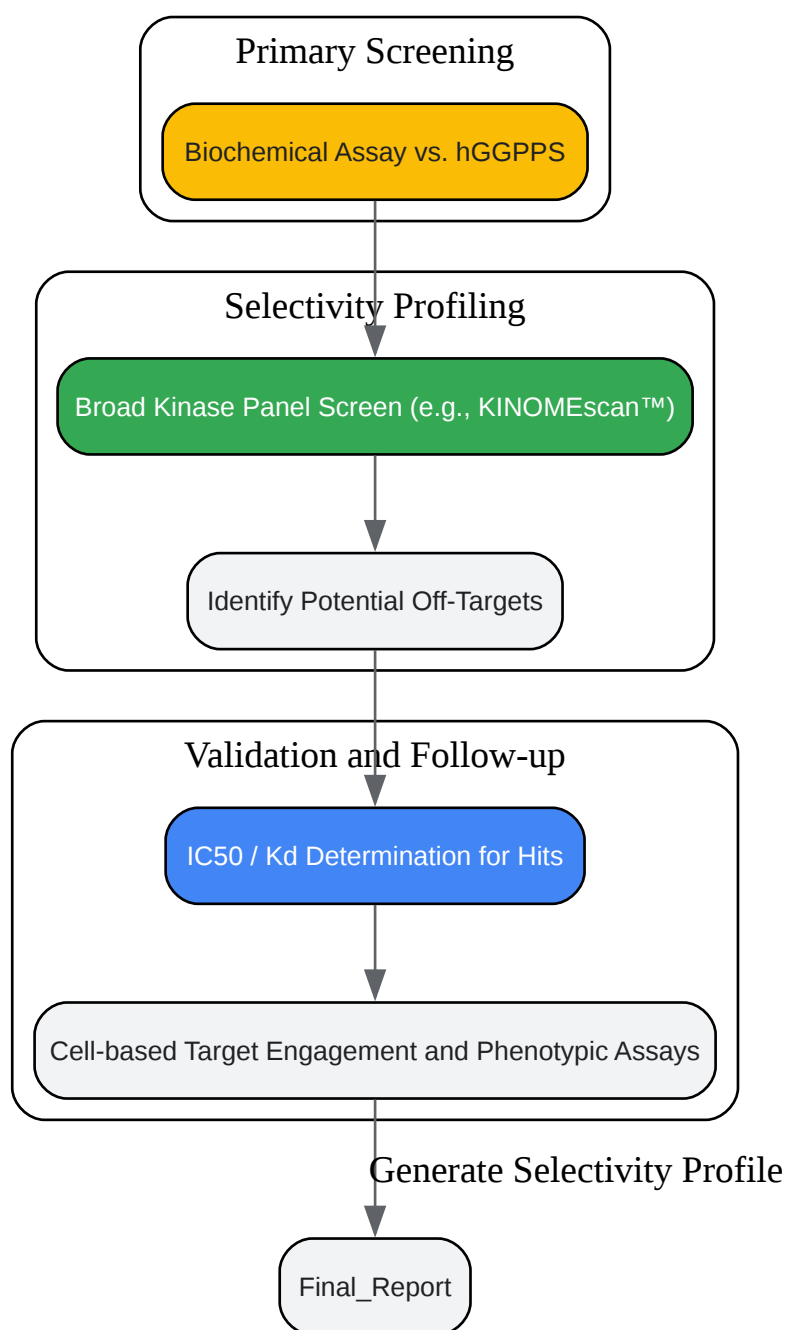 Primary Screening
Biochemical Assay vs. hGGPPS
Selectivity Profiling
Broad Kinase Panel Screen (e.g., KINOMEscan™)
Identify Potential Off-Targets
Validation and Follow-up
IC50 / Kd Determination for Hits
Cell-based Target Engagement and Phenotypic Assays
Generate Selectivity Profile
Final_Report